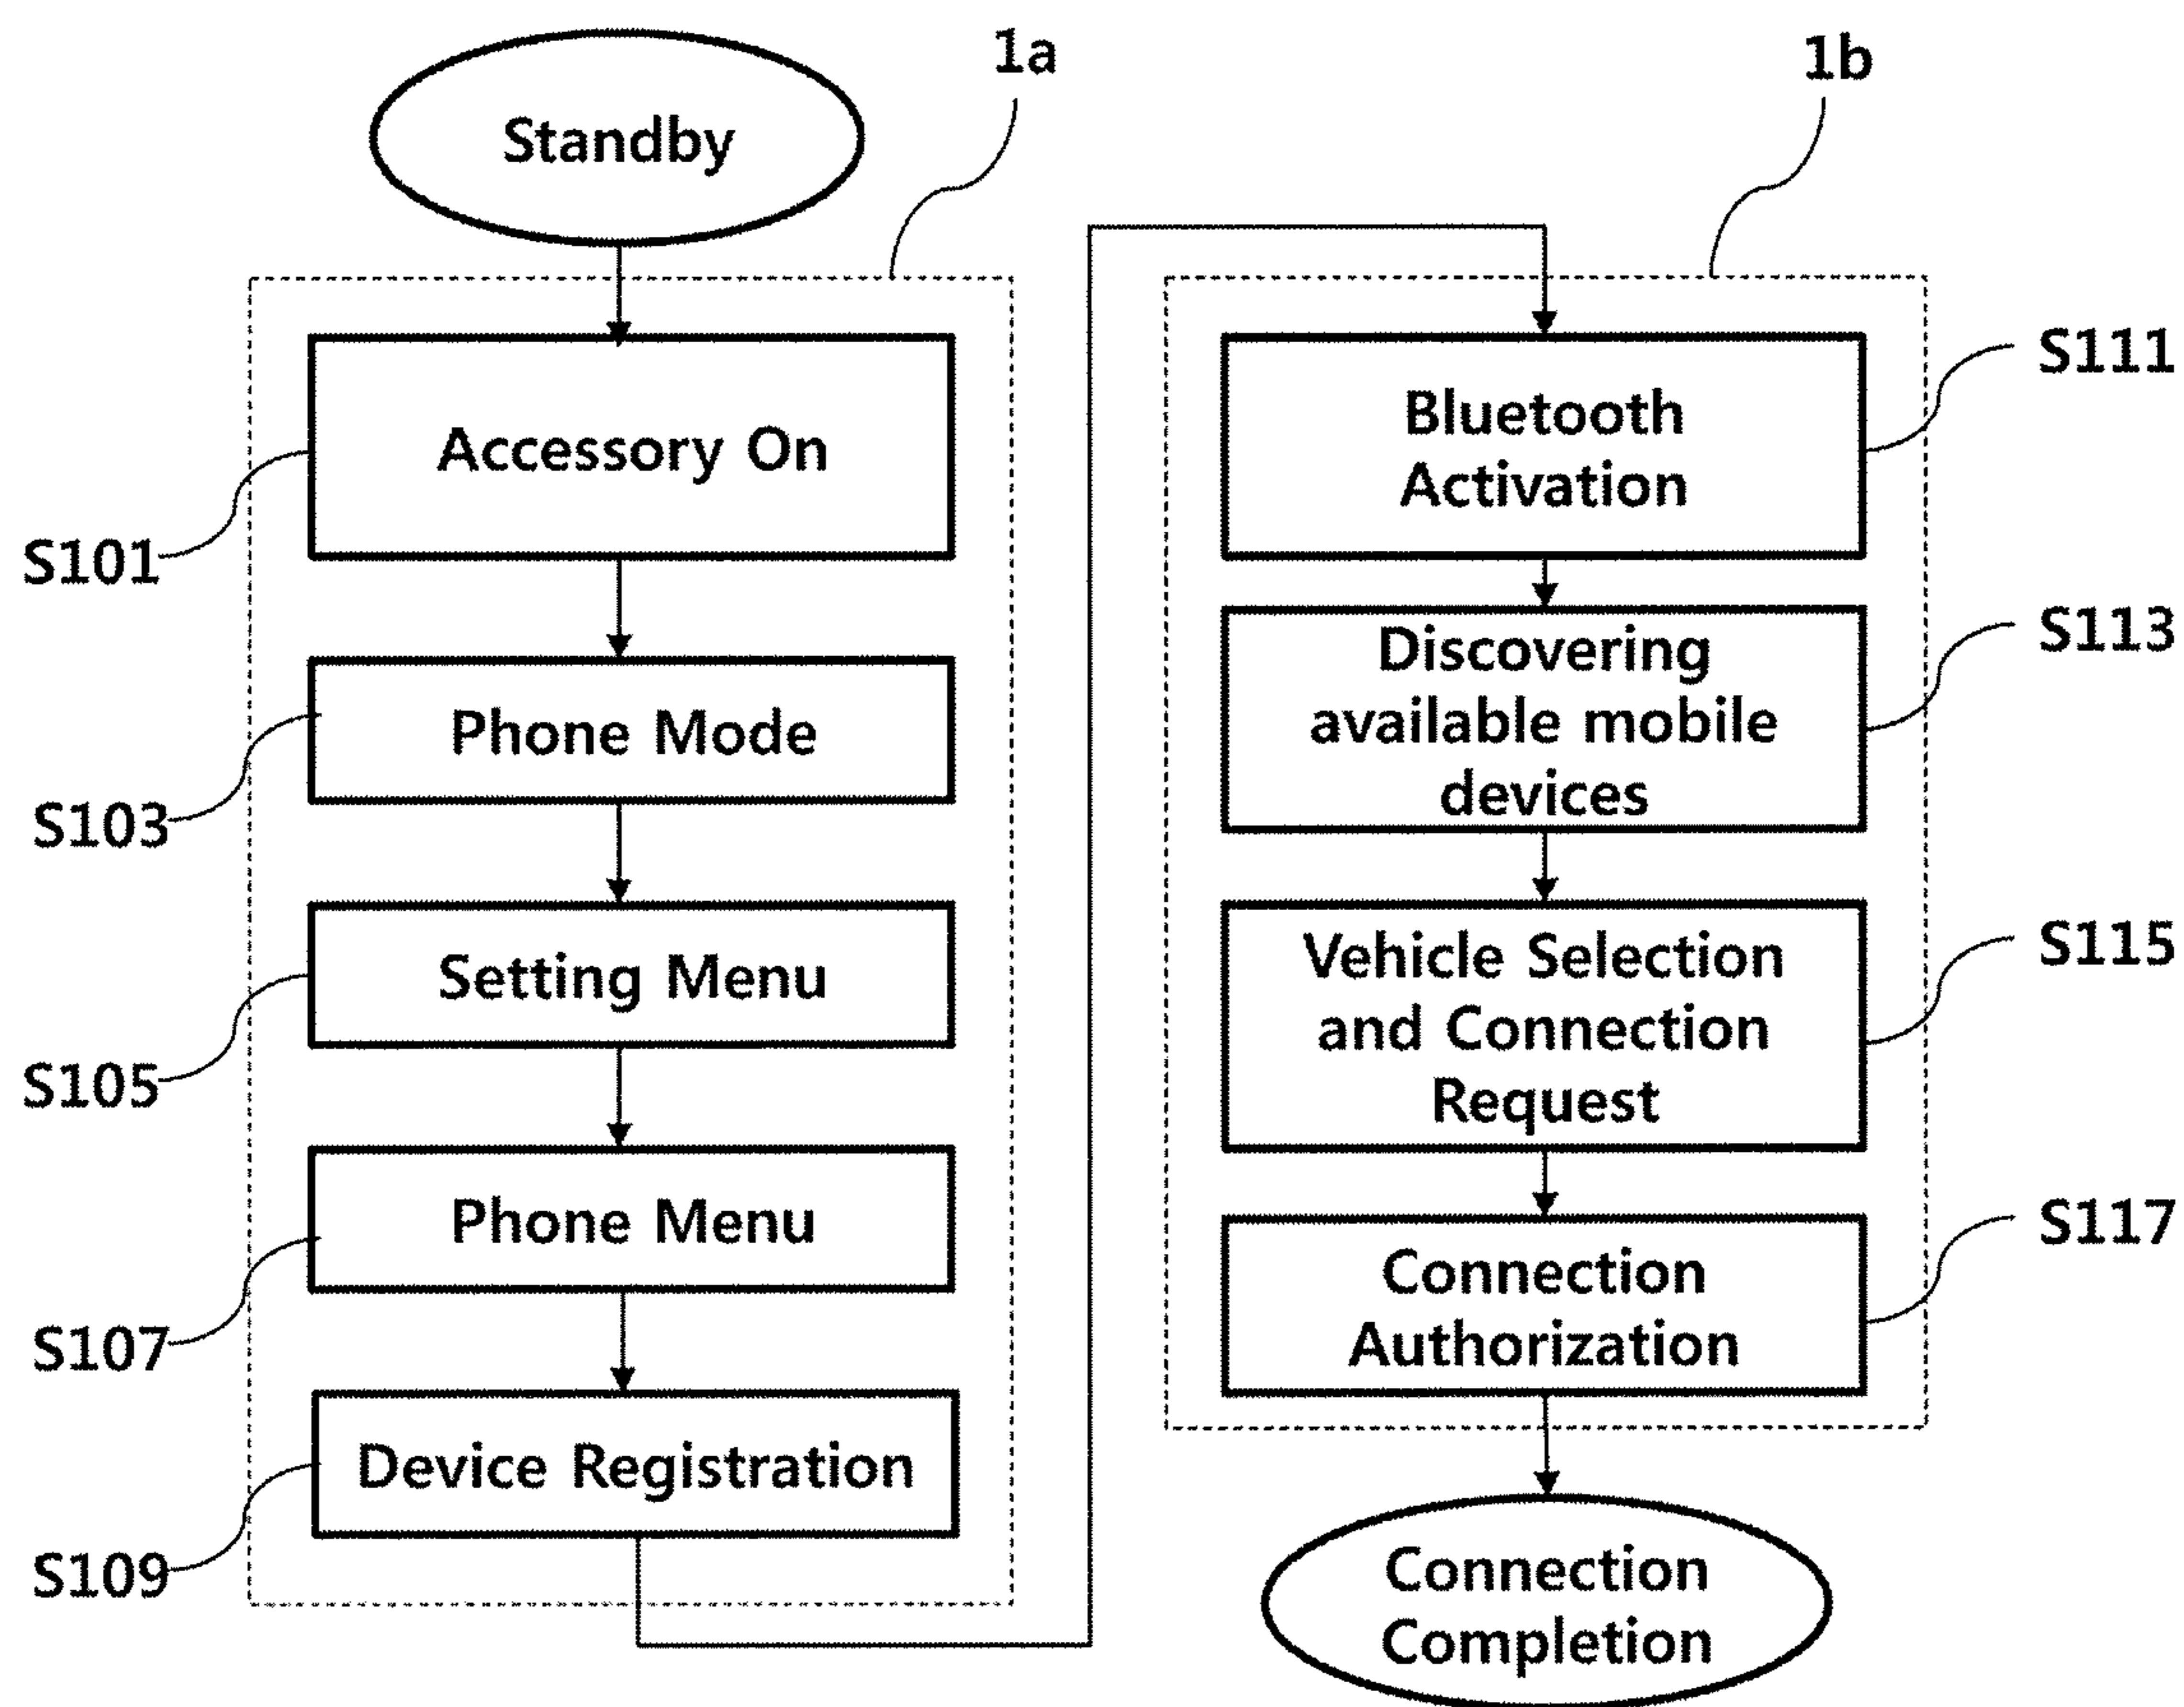 1a
Standby
Accessory On
S101
Phone Mode
S103
Setting Menu
S105
Phone Menu
S107
Device Registration
S109
1b
Bluetooth
Activation
S111
Discovering
available mobile
devices
S113
Vehicle Selection
and Connection
Request
S115
Connection
Authorization
S117
Connection
Completion